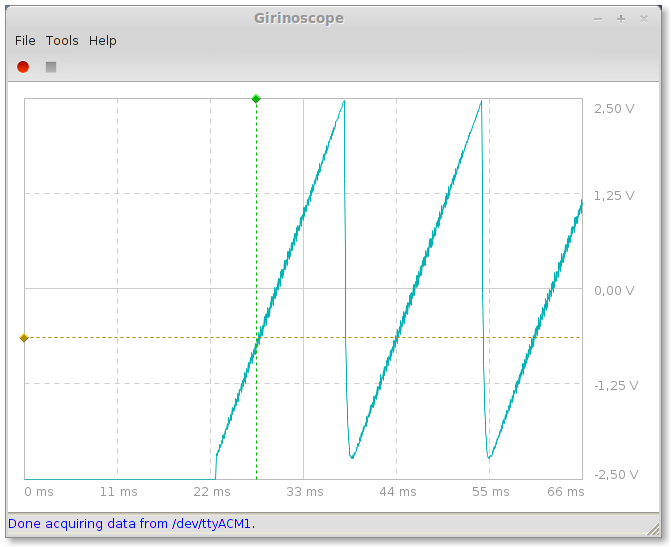 Girinoscope
File Tools Help
2,50 V
1,25 V
0,00 V
-1,25 V
-2,50 V
0 ms 11 ms 22 ms 33 ms 44 ms 55 ms 66 ms
Done acquiring data from /dev/ttyACM1.